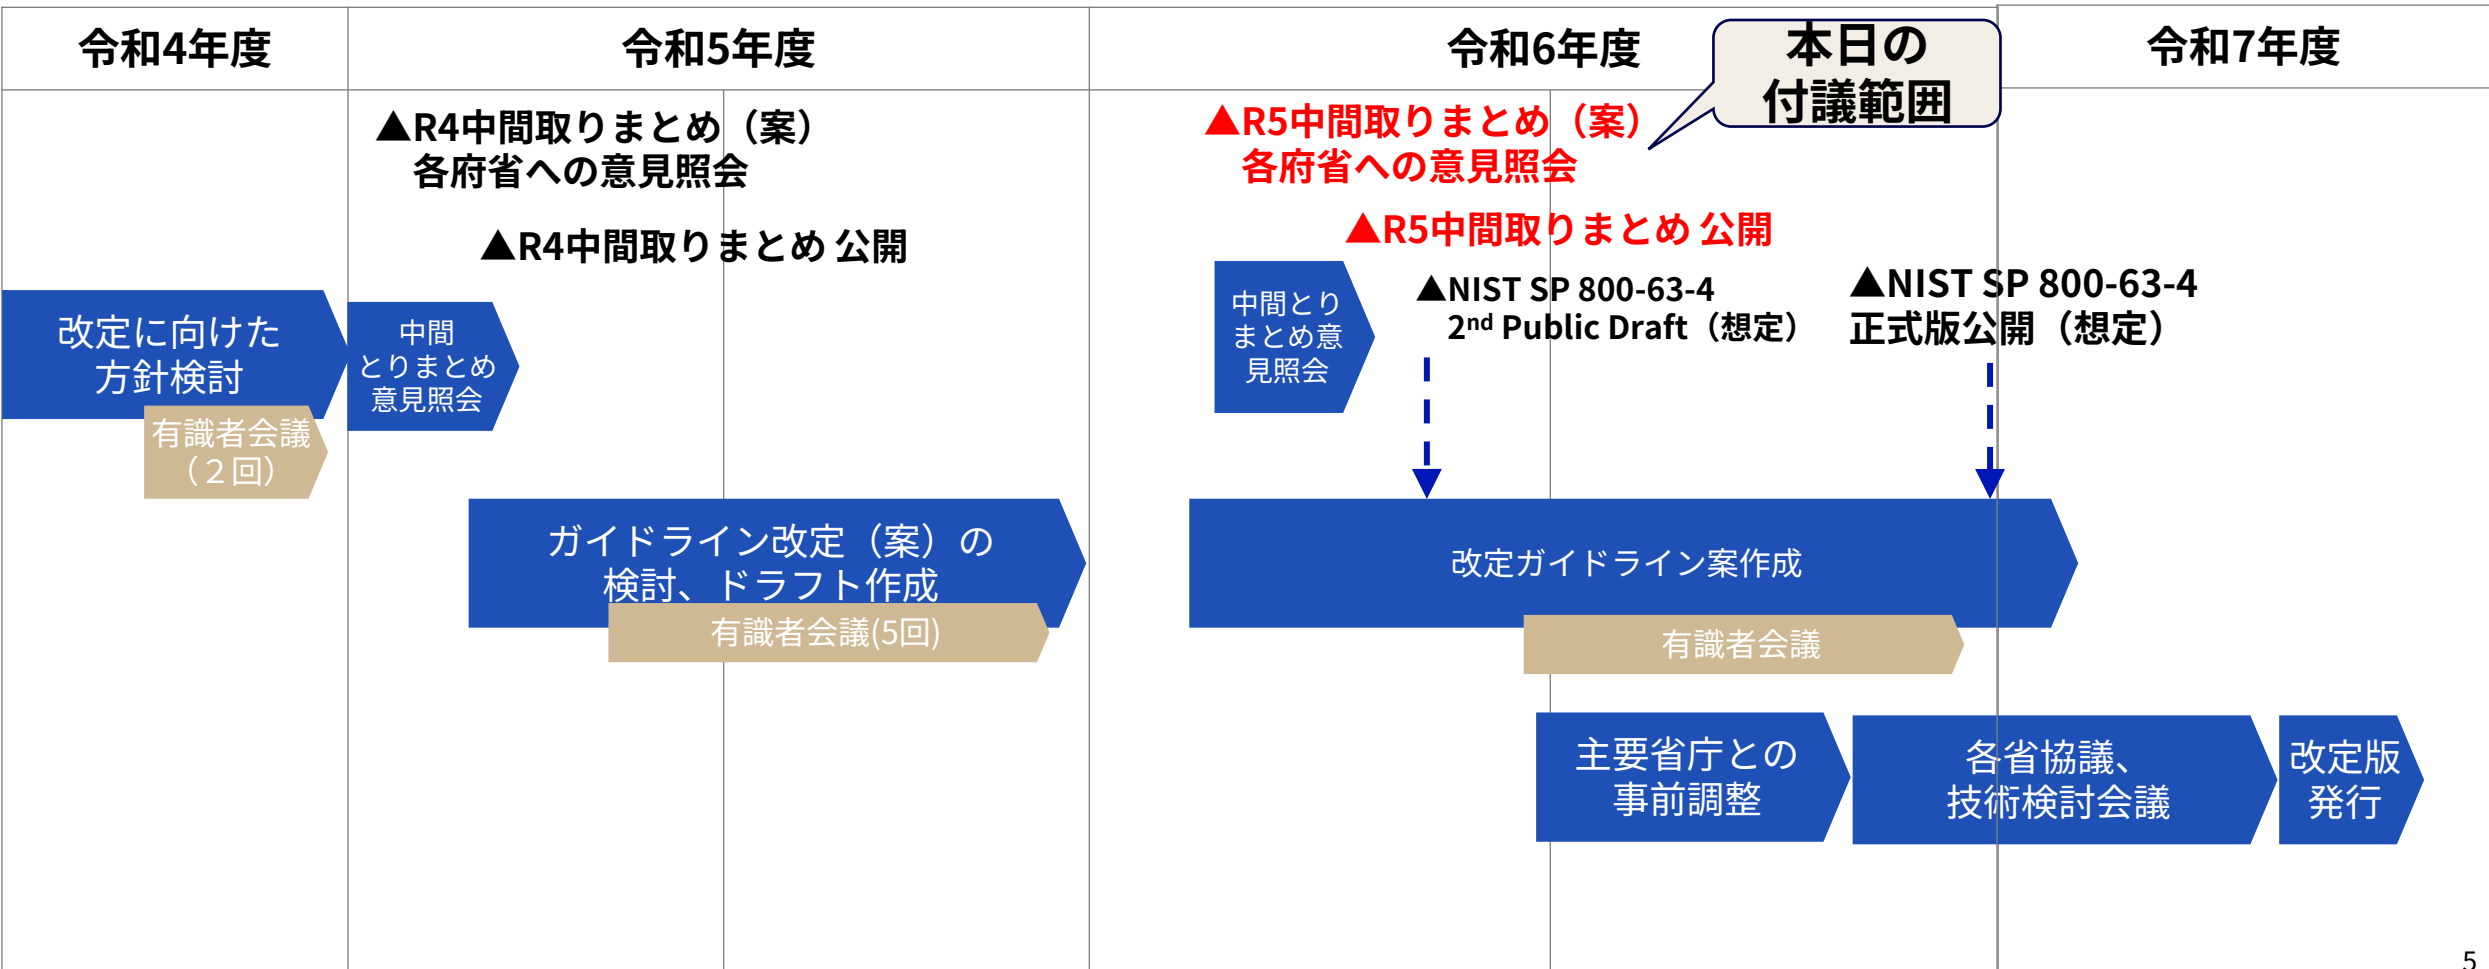 令和4年度
令和5年度
令和6年度
本日の
付議範囲
令和7年度
▲R4中間取りまとめ（案）
各府省への意見照会
▲R4中間取りまとめ 公開
▲R5中間取りまとめ（案）
各府省への意見照会
▲R5中間取りまとめ 公開
▲NIST SP 800-63-4
2nd Public Draft（想定）
▲NIST SP 800-63-4
正式版公開（想定）
改定に向けた
方針検討
有識者会議
（２回）
中間
とりまとめ
意見照会
中間とり
まとめ意
見照会
ガイドライン改定（案）の
検討、ドラフト作成
有識者会議(5回)
改定ガイドライン案作成
有識者会議
主要省庁との
事前調整
各省協議、
技術検討会議
改定版
発行
5